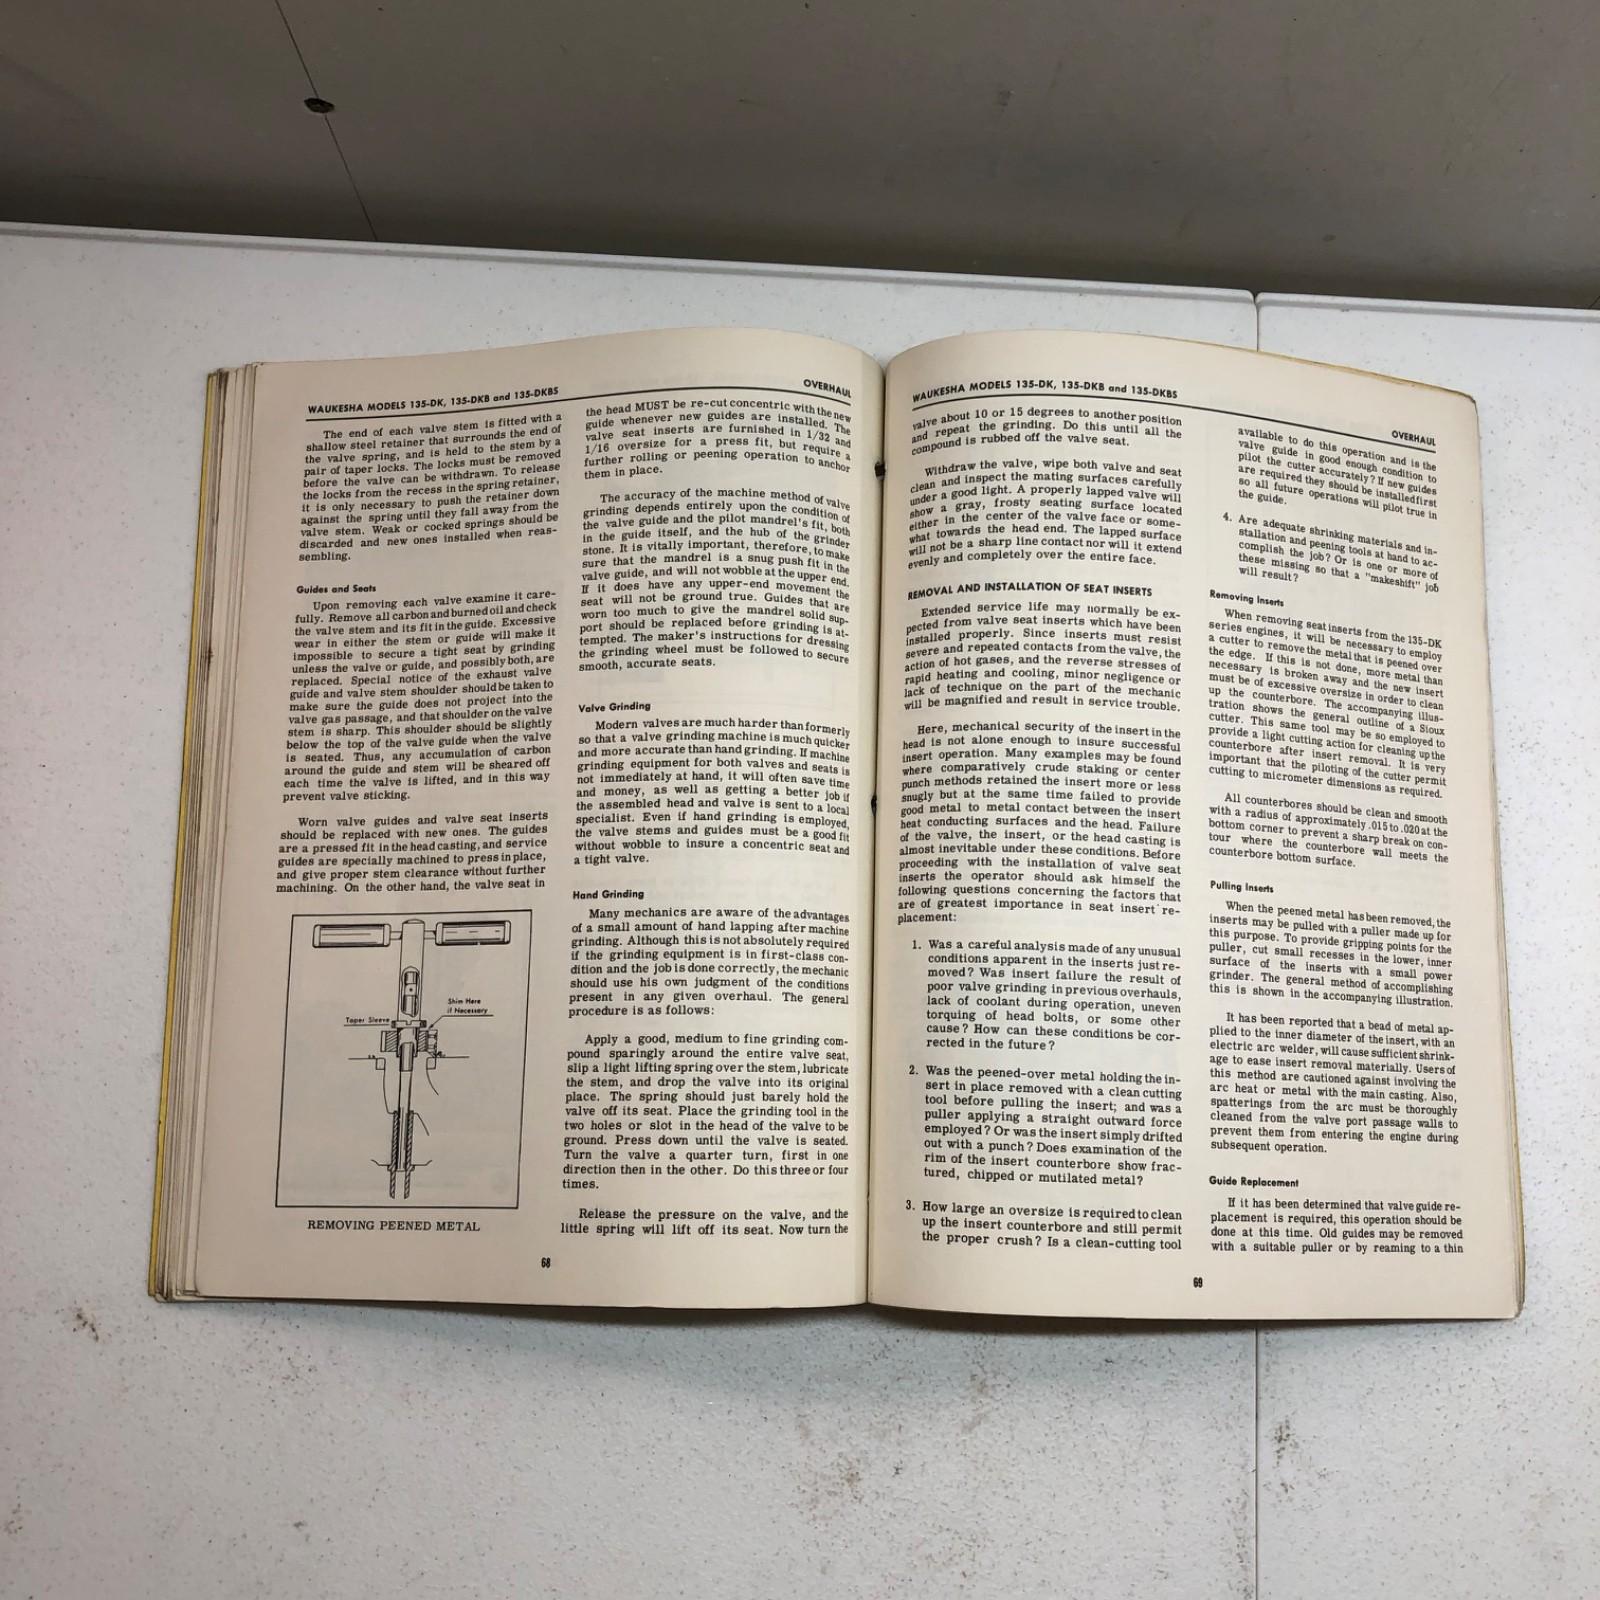 WAUKESHA MODELS 135-DK, 135-DKB and 135-DKBS
OVERHAUL
The end of each valve stem is fitted with a
shallow steel retainer that surrounds the end of
the valve spring, and is held to the stem by a
pair of taper locks. The locks must be removed
before the valve can be withdrawn. To release
the locks from the recess in the spring retainer,
it is only necessary to push the retainer down
against the spring until they fall away from the
valve stem. Weak or cocked springs should be
discarded and new ones installed when reas-
sembling.
Guides and Seats
Upon removing each valve examine it care-
fully. Remove all carbon and burned oil and check
the valve stem and its fit in the guide. Excessive
wear in either the stem or guide will make it
impossible to secure a tight seat by grinding
unless the valve or guide, and possibly both, are
replaced. Special notice of the exhaust valve
guide and valve stem shoulder should be taken to
make sure the guide does not project into the
valve gas passage, and that shoulder on the valve
stem is sharp. This shoulder should be slightly
below the top of the valve guide when the valve
is seated. Thus, any accumulation of carbon
around the guide and stem will be sheared off
each time the valve is lifted, and in this way
prevent valve sticking.
Worn valve guides and valve seat inserts
should be replaced with new ones. The guides
are a pressed fit in the head casting, and service
guides are specially machined to press in place,
and give proper stem clearance without further
machining. On the other hand, the valve seat in
Taper Sleeve
Shim Here
if Necessary
REMOVING PEENED METAL
the head MUST be re-cut concentric with the new
guide whenever new guides are installed. The
valve seat inserts are furnished in 1/32 and
1/16 oversize for a press fit, but require a
further rolling or peening operation to anchor
them in place.
The accuracy of the machine method of valve
grinding depends entirely upon the condition of
the valve guide and the pilot mandrel's fit, both
in the guide itself, and the hub of the grinder
stone. It is vitally important, therefore, to make
sure that the mandrel is a snug push fit in the
valve guide, and will not wobble at the upper end.
If it does have any upper-end movement the
seat will not be ground true. Guides that are
worn too much to give the mandrel solid sup-
port should be replaced before grinding is at-
tempted. The maker's instructions for dressing
the grinding wheel must be followed to secure
smooth, accurate seats.
Valve Grinding
Modern valves are much harder than formerly
so that a valve grinding machine is much quicker
and more accurate than hand grinding. If machine
grinding equipment for both valves and seats is
not immediately at hand, it will often save time
and money, as well as getting a better job if
the assembled head and valve is sent to a local
specialist. Even if hand grinding is employed,
the valve stems and guides must be a good fit
without wobble to insure a concentric seat and
a tight valve.
Hand Grinding
Many mechanics are aware of the advantages
of a small amount of hand lapping after machine
grinding. Although this is not absolutely required
if the grinding equipment is in first-class con-
dition and the job is done correctly, the mechanic
should use his own judgment of the conditions
present in any given overhaul. The general
procedure is as follows:
Apply a good, medium to fine grinding com-
pound sparingly around the entire valve seat,
slip a light lifting spring over the stem, lubricate
the stem, and drop the valve into its original
place. The spring should just barely hold the
valve off its seat. Place the grinding tool in the
two holes or slot in the head of the valve to be
ground. Press down until the valve is seated.
Turn the valve a quarter turn, first in one
direction then in the other. Do this three or four
times.
Release the pressure on the valve, and the
little spring will lift off its seat. Now turn the
68
WAUKESHA MODELS 135-DK, 135-DKB and 135-DKBS
OVERHAUL
valve about 10 or 15 degrees to another position
and repeat the grinding. Do this until all the
compound is rubbed off the valve seat.
Withdraw the valve, wipe both valve and seat
clean and inspect the mating surfaces carefully
under a good light. A properly lapped valve will
show a gray, frosty seating surface located
either in the center of the valve face or some-
what towards the head end. The lapped surface
will not be a sharp line contact nor will it extend
evenly and completely over the entire face.
REMOVAL AND INSTALLATION OF SEAT INSERTS
Extended service life may normally be ex-
pected from valve seat inserts which have been
installed properly. Since inserts must resist
severe and repeated contacts from the valve, the
action of hot gases, and the reverse stresses of
rapid heating and cooling, minor negligence or
lack of technique on the part of the mechanic
will be magnified and result in service trouble.
Here, mechanical security of the insert in the
head is not alone enough to insure successful
insert operation. Many examples may be found
where comparatively crude staking or center
punch methods retained the insert more or less
snugly but at the same time failed to provide
good metal to metal contact between the insert
heat conducting surfaces and the head. Failure
of the valve, the insert, or the head casting is
almost inevitable under these conditions. Before
proceeding with the installation of valve seat
inserts the operator should ask himself the
following questions concerning the factors that
are of greatest importance in seat insert re-
placement:
1. Was a careful analysis made of any unusual
conditions apparent in the inserts just re-
moved? Was insert failure the result of
poor valve grinding in previous overhauls,
lack of coolant during operation, uneven
torquing of head bolts, or some other
cause? How can these conditions be cor-
rected in the future?
2. Was the peened-over metal holding the in-
sert in place removed with a clean cutting
tool before pulling the insert; and was a
puller applying a straight outward force
employed? Or was the insert simply drifted
out with a punch? Does examination of the
rim of the insert counterbore show frac-
tured, chipped or mutilated metal?
3. How large an oversize is required to clean
up the insert counterbore and still permit
the proper crush? Is a clean-cutting tool
available to do this operation and is the
valve guide in good enough condition to
pilot the cutter accurately? If new guides
are required they should be installed first
so all future operations will pilot true in
the guide.
4. Are adequate shrinking materials and in-
stallation and peening tools at hand to ac-
complish the job? Or is one or more of
these missing so that a "makeshift" job
will result?
Removing Inserts
When removing seat inserts from the 135-DK
series engines, it will be necessary to employ
a cutter to remove the metal that is peened over
the edge. If this is not done, more metal than
necessary is broken away and the new insert
must be of excessive oversize in order to clean
up the counterbore. The accompanying illus-
tration shows the general outline of a Sioux
cutter. This same tool may be so employed to
provide a light cutting action for cleaning up the
counterbore after insert removal. It is very
important that the piloting of the cutter permit
cutting to micrometer dimensions as required.
All counterbores should be clean and smooth
with a radius of approximately .015 to .020 at the
bottom corner to prevent a sharp break on con-
tour where the counterbore wall meets the
counterbore bottom surface.
Pulling Inserts
When the peened metal has been removed, the
inserts may be pulled with a puller made up for
this purpose. To provide gripping points for the
puller, cut small recesses in the lower, inner
surface of the inserts with a small power
grinder. The general method of accomplishing
this is shown in the accompanying illustration.
It has been reported that a bead of metal ap-
plied to the inner diameter of the insert, with an
electric arc welder, will cause sufficient shrink-
age to ease insert removal materially. Users of
this method are cautioned against involving the
arc heat or metal with the main casting. Also,
spatterings from the arc must be thoroughly
cleaned from the valve port passage walls to
prevent them from entering the engine during
subsequent operation.
Guide Replacement
If it has been determined that valve guide re-
placement is required, this operation should be
done at this time. Old guides may be removed
with a suitable puller or by reaming to a thin
69